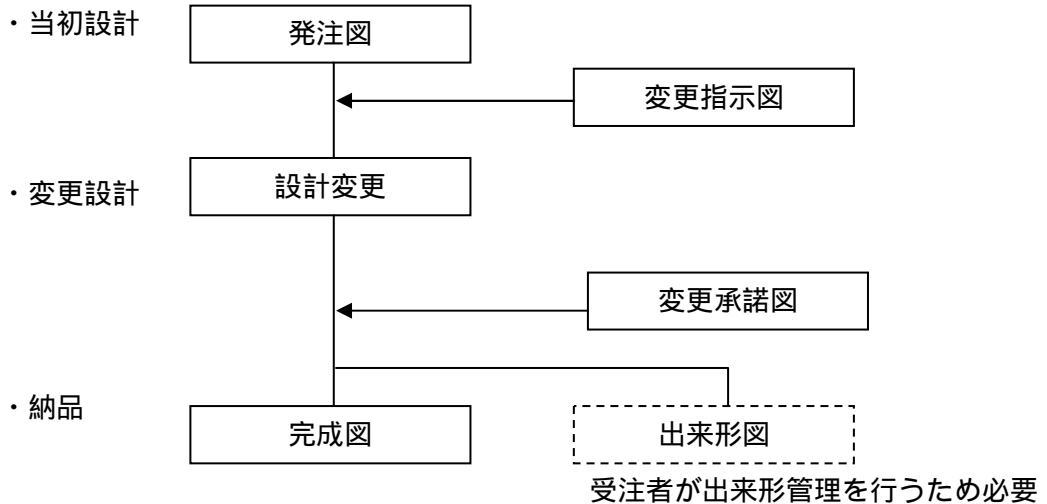 ・当初設計
発注図
変更指示図
・変更設計
設計変更
変更承諾図
・納品
完成図
出来形図
受注者が出来形管理を行うため必要